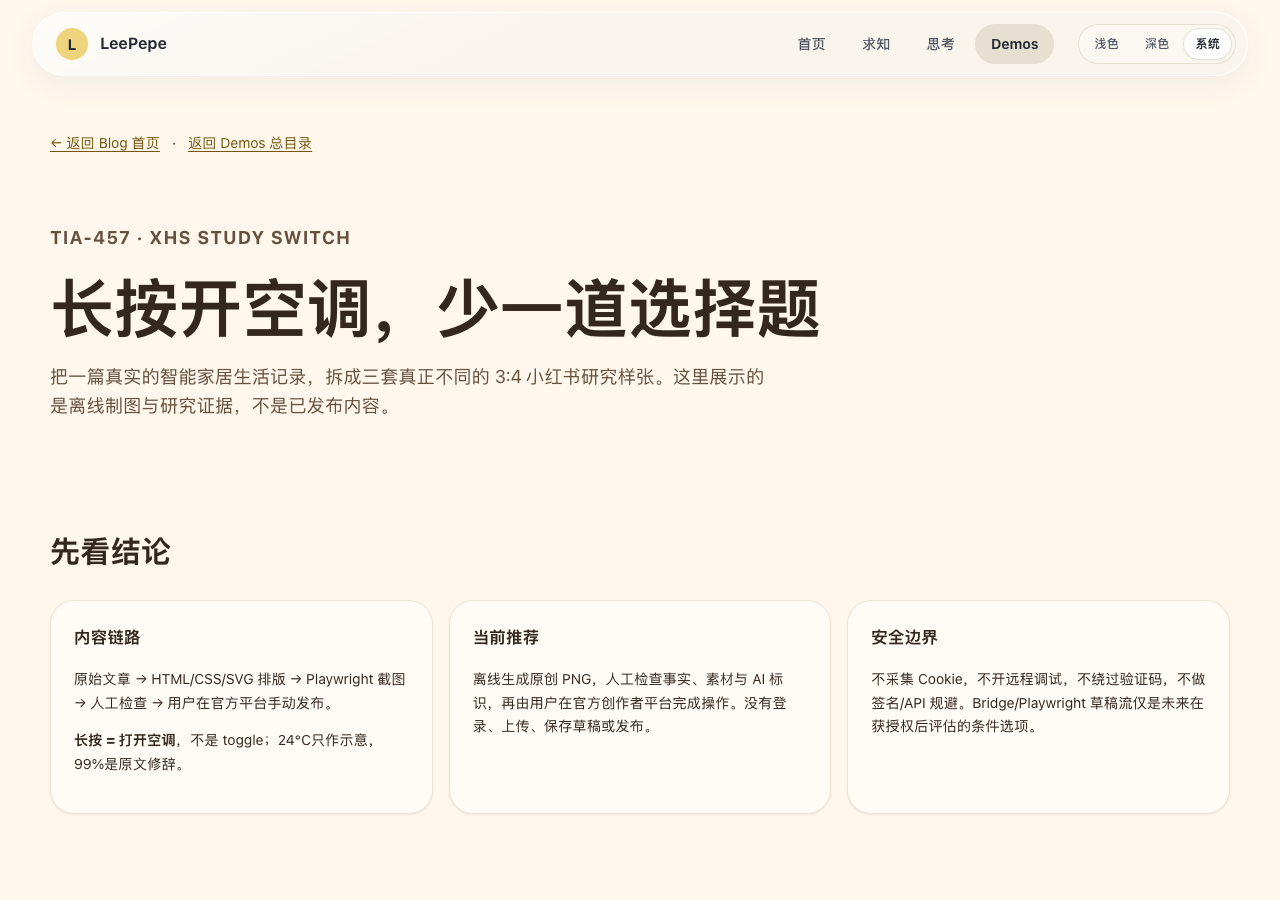 L LeePepe 首页 求知 思考 Demos 浅色 深色 系统
← 返回 Blog 首页 · 返回 Demos 总目录
TIA-457 · XHS STUDY SWITCH
长按开空调，少一道选择题
把一篇真实的智能家居生活记录，拆成三套真正不同的 3:4 小红书研究样张。这里展示的
是离线制图与研究证据，不是已发布内容。
先看结论
内容链路
原始文章 → HTML/CSS/SVG 排版 → Playwright 截图
→ 人工检查 → 用户在官方平台手动发布。
长按 = 打开空调，不是 toggle；24°C只作示意，
99%是原文修辞。
当前推荐
离线生成原创 PNG，人工检查事实、素材与 AI 标
识，再由用户在官方创作者平台完成操作。没有登
录、上传、保存草稿或发布。
安全边界
不采集 Cookie，不开远程调试，不绕过验证码，不做
签名/API 规避。Bridge/Playwright 草稿流仅是未来在
获授权后评估的条件选项。